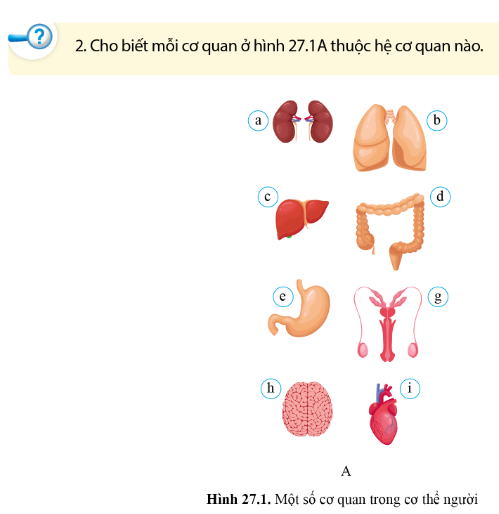 ?
2. Cho biết mỗi cơ quan ở hình 27.1A thuộc hệ cơ quan nào.
a
b
c
d
e
g
h
i
A
Hình 27.1. Một số cơ quan trong cơ thể người